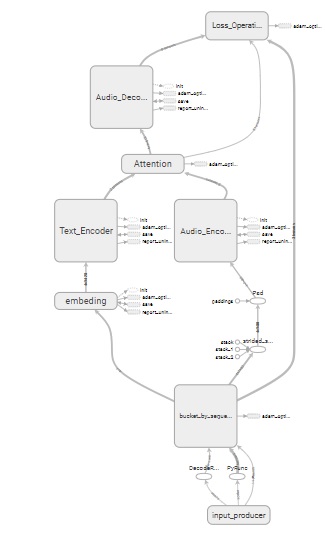 Loss_Operati...
adam_opti...
Audio_Deco...
init
adam_opti...
save
report_unin...
Attention
adam_opti...
Text_Encoder
init
adam_opti...
save
report_unin...
Audio_Enco...
init
adam_opti...
save
report_unin...
embeding
init
adam_opti...
save
report_unin...
Pad
paddings
stack
stack_1
stack_2
strided_s...
bucket_by_seque...
adam_opti...
DecodeR...
PyFunc
input_producer